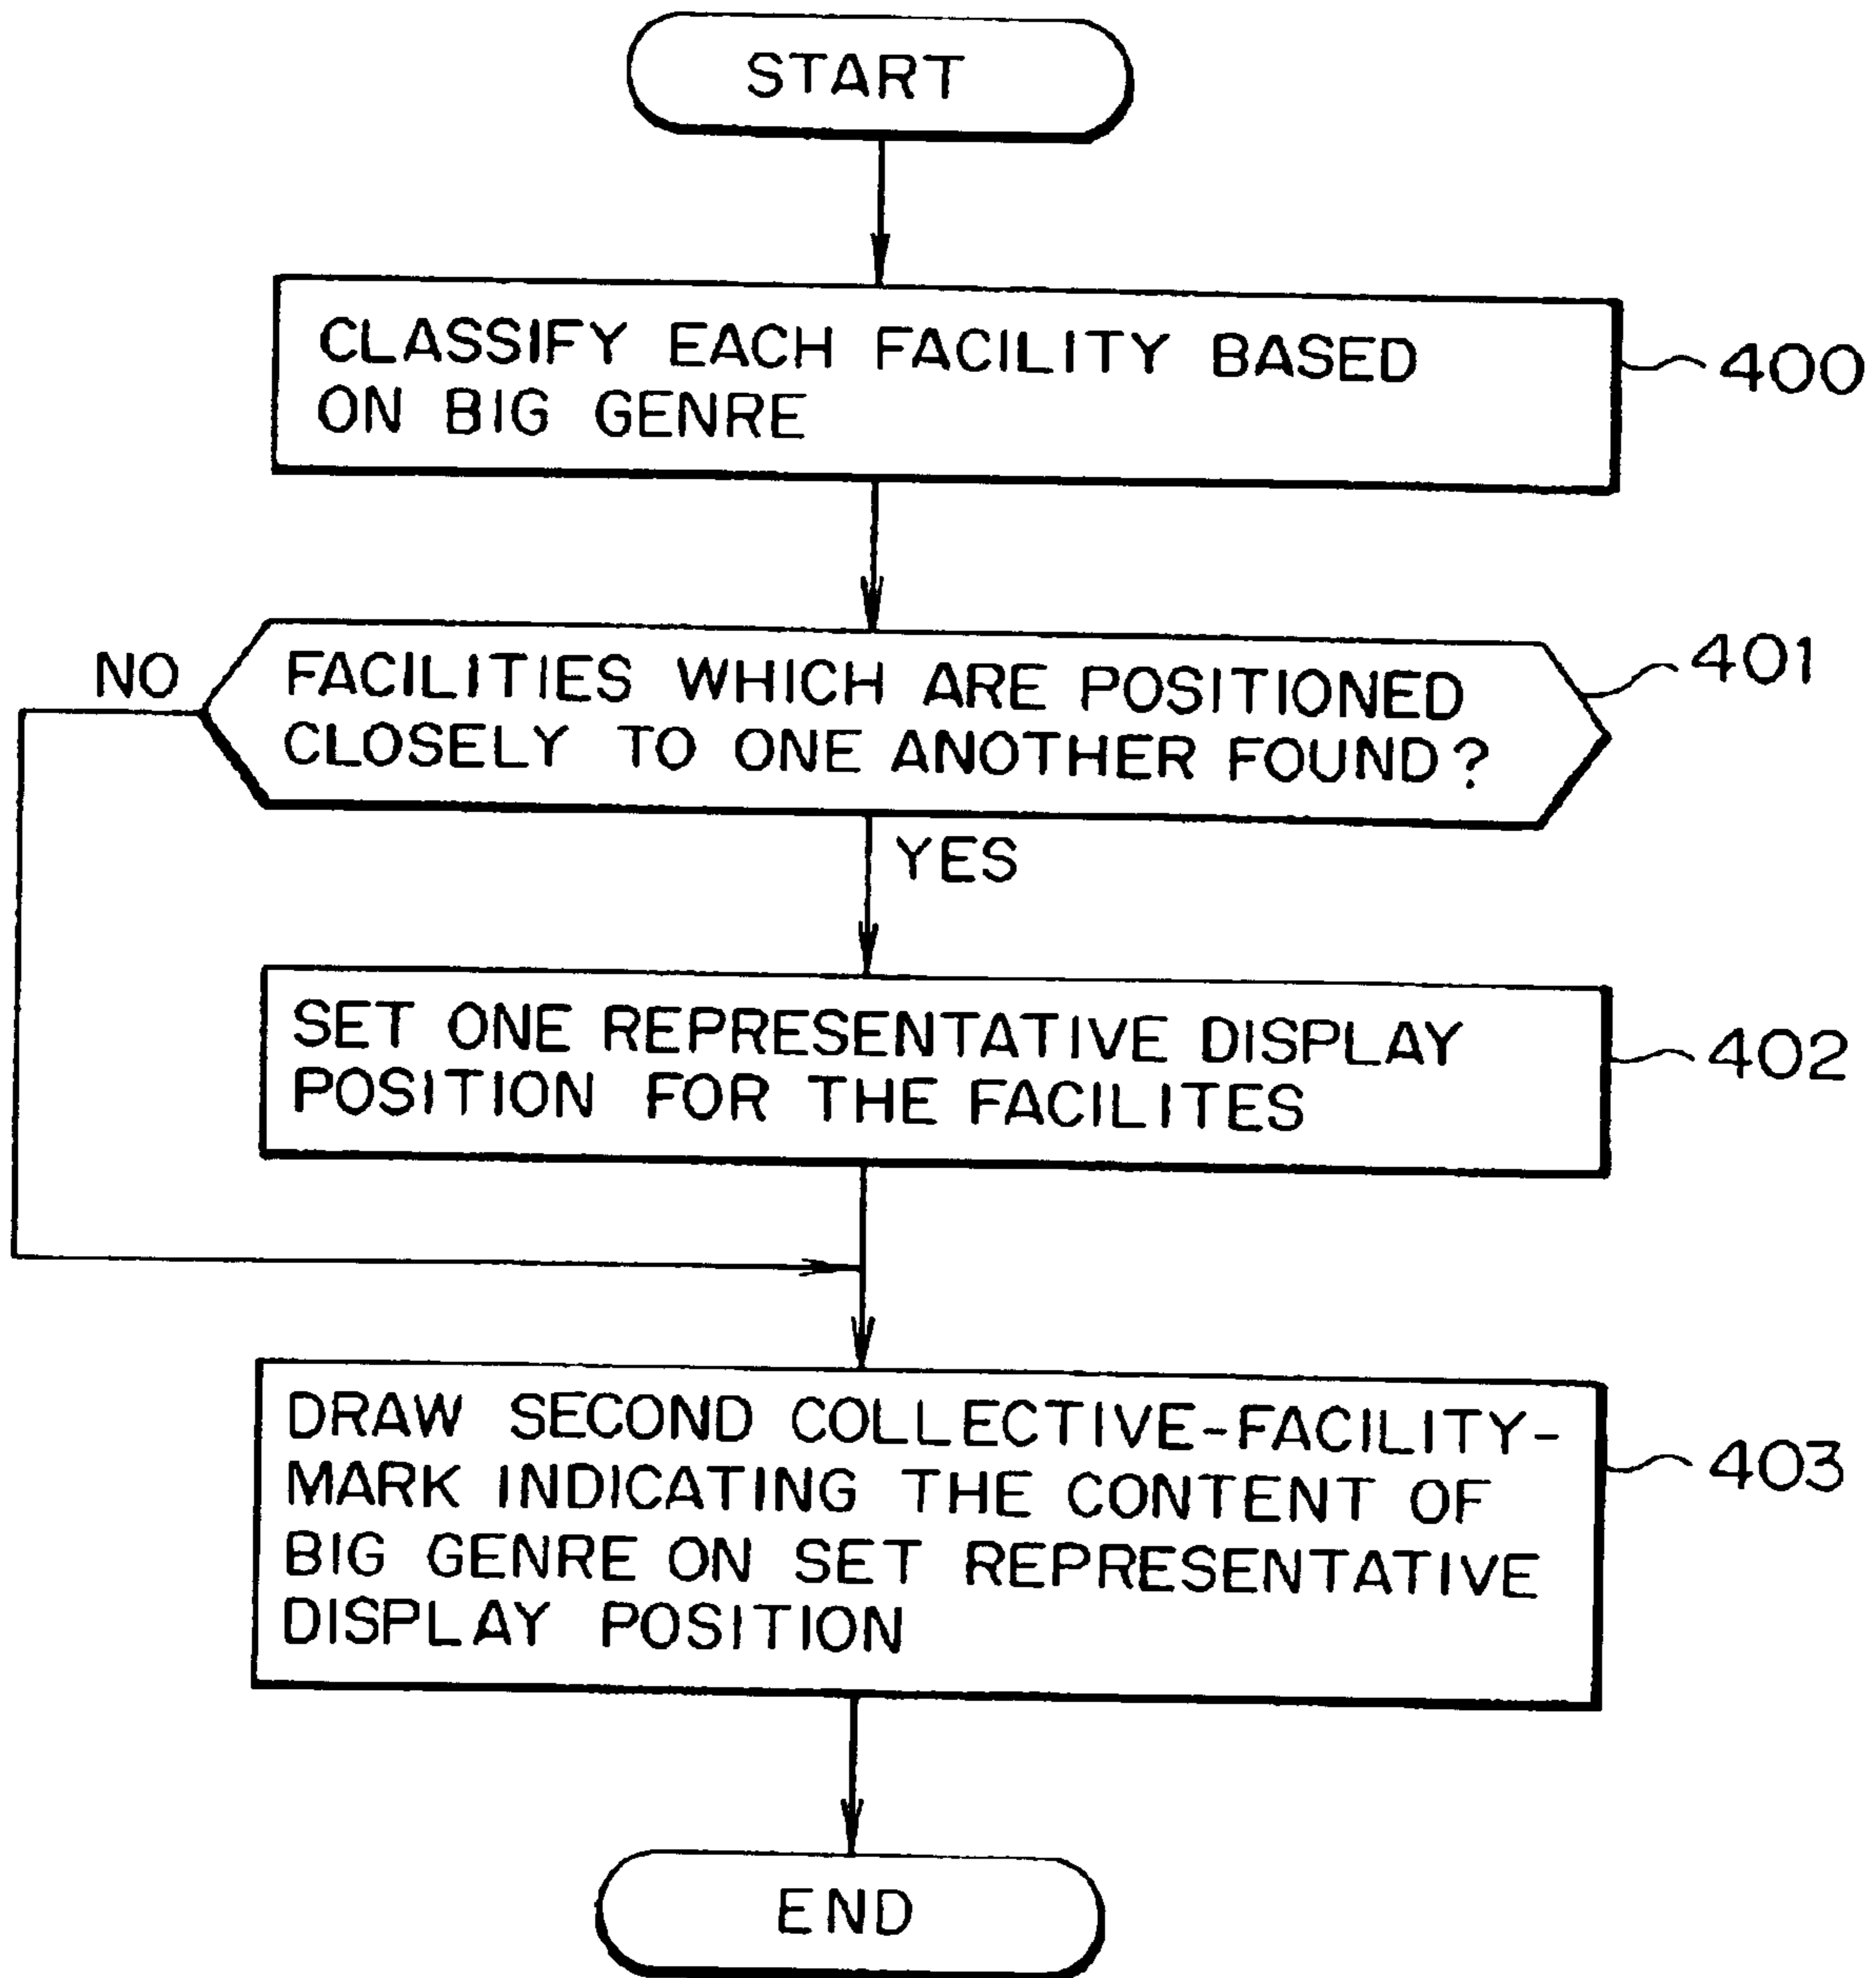 START
CLASSIFY EACH FACILITY BASED
ON BIG GENRE
400
NO
FACILITIES WHICH ARE POSITIONED
CLOSELY TO ONE ANOTHER FOUND?
401
YES
SET ONE REPRESENTATIVE DISPLAY
POSITION FOR THE FACILITES
402
DRAW SECOND COLLECTIVE-FACILITY-
MARK INDICATING THE CONTENT OF
BIG GENRE ON SET REPRESENTATIVE
DISPLAY POSITION
403
END